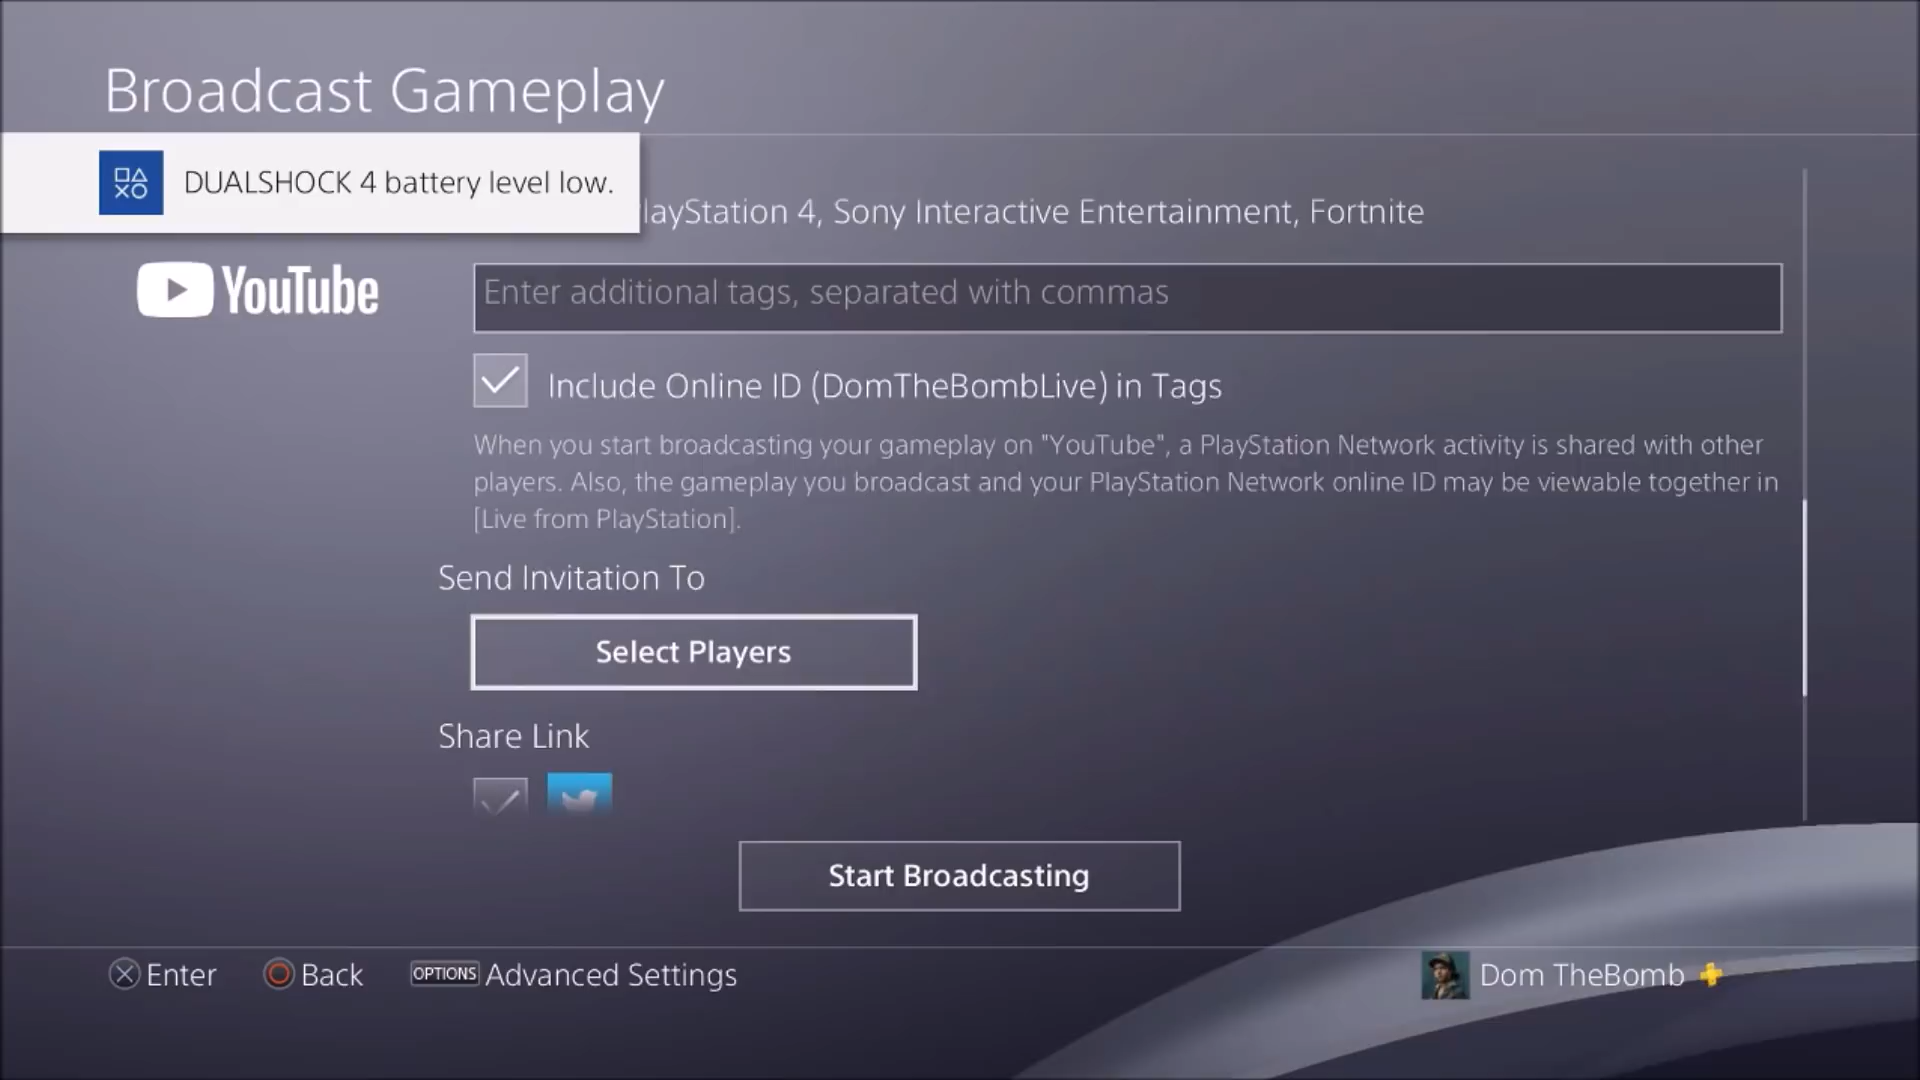 Broadcast Gameplay
DUALSHOCK 4 battery level low.
layStation 4, Sony Interactive Entertainment, Fortnite
YouTube
Enter additional tags, separated with commas
Include Online ID (DomTheBombLive) in Tags
When you start broadcasting your gameplay on "YouTube", a PlayStation Network activity is shared with other
players. Also, the gameplay you broadcast and your PlayStation Network online ID may be viewable together in
[Live from PlayStation].
Send Invitation To
Select Players
Share Link
Start Broadcasting
Enter Back OPTIONS Advanced Settings Dom TheBomb